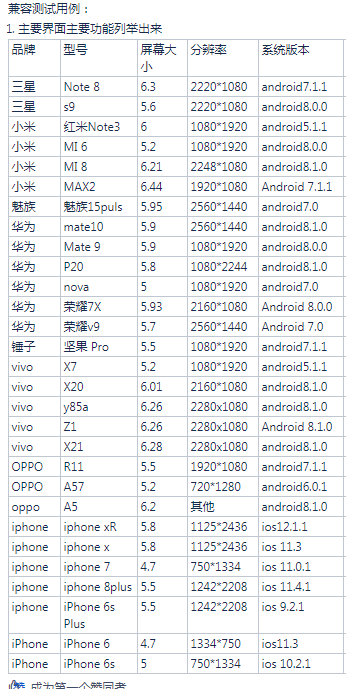 兼容测试用例：
1. 主要界面主要功能列举出来
品牌 型号 屏幕大小 分辨率 系统版本
三星 Note 8 6.3 2220*1080 android7.1.1
三星 s9 5.6 2220*1080 android8.0.0
小米 红米Note3 6 1080*1920 android5.1.1
小米 MI 6 5.2 1080*1920 android8.0.0
小米 MI 8 6.21 2248*1080 android8.1.0
小米 MAX2 6.44 1920*1080 Android 7.1.1
魅族 魅族15puls 5.95 2560*1440 android7.0
华为 mate10 5.9 2560*1440 android8.1.0
华为 Mate 9 5.9 1080*1920 android8.0.0
华为 P20 5.8 1080*2244 android8.1.0
华为 nova 5 1080*1920 android7.0
华为 荣耀7X 5.93 2160*1080 Android 8.0.0
华为 荣耀v9 5.7 2560*1440 Android 7.0
锤子 坚果 Pro 5.5 1080*1920 android7.1.1
vivo X7 5.2 1080*1920 android5.1.1
vivo X20 6.01 2160*1080 android8.1.0
vivo y85a 6.26 2280x1080 android8.1.0
vivo Z1 6.26 2280x1080 Android 8.1.0
vivo X21 6.28 2280x1080 android8.1.0
OPPO R11 5.5 1920*1080 android7.1.1
OPPO A57 5.2 720*1280 android6.0.1
oppo A5 6.2 其他 android8.1.0
iphone iphone xR 5.8 1125*2436 ios12.1.1
iphone iphone x 5.8 1125*2436 ios 11.3
iphone iphone 7 4.7 750*1334 ios 11.0.1
iphone iphone 8plus 5.5 1242*2208 ios 11.4.1
iphone iPhone 6s Plus 5.5 1242*2208 ios 9.2.1
iPhone iPhone 6 4.7 1334*750 ios11.3
iPhone iPhone 6s 5 750*1334 ios 10.2.1
成为第一个赞同者